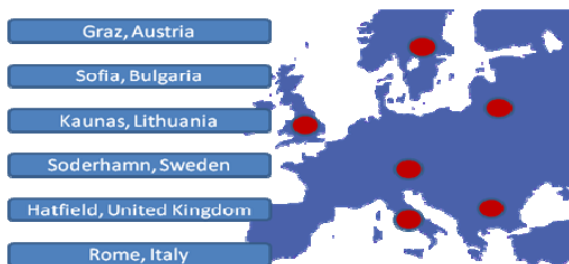 Graz, Austria
Sofia, Bulgaria
Kaunas, Lithuania
Soderhamn, Sweden
Hatfield, United Kingdom
Rome, Italy